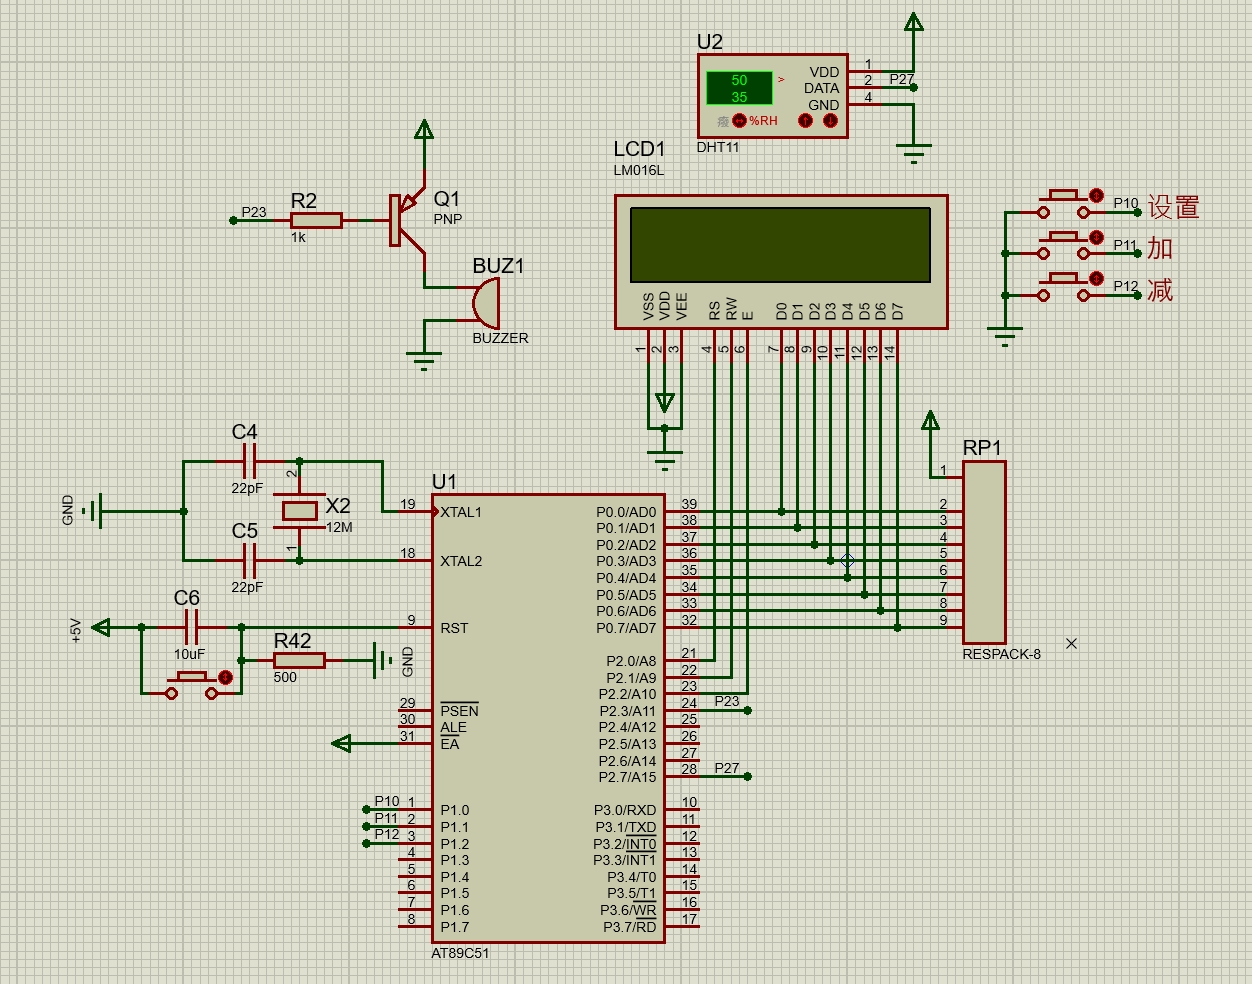 U2
50
35
>
%RH
VDD 1
DATA 2 P27
GND 4
DHT11
LCD1
LM016L
VSS VDD VEE RS RW E D0 D1 D2 D3 D4 D5 D6 D7
1 2 3 4 5 6 7 8 9 10 11 12 13 14
P10 设置
P11 加
P12 减
P23 R2
1k
Q1
PNP
BUZ1
BUZZER
C4
22pF
GND
X2
12M
2
1
C5
22pF
C6
10uF
+5V
R42
500
GND
U1
19 XTAL1
18 XTAL2
9 RST
29 PSEN
30 ALE
31 EA
P10 1 P1.0
P11 2 P1.1
P12 3 P1.2
4 P1.3
5 P1.4
6 P1.5
7 P1.6
8 P1.7
P0.0/AD0 39
P0.1/AD1 38
P0.2/AD2 37
P0.3/AD3 36
P0.4/AD4 35
P0.5/AD5 34
P0.6/AD6 33
P0.7/AD7 32
P2.0/A8 21
P2.1/A9 22
P2.2/A10 23
P2.3/A11 24 P23
P2.4/A12 25
P2.5/A13 26
P2.6/A14 27
P2.7/A15 28 P27
P3.0/RXD 10
P3.1/TXD 11
P3.2/INT0 12
P3.3/INT1 13
P3.4/T0 14
P3.5/T1 15
P3.6/WR 16
P3.7/RD 17
AT89C51
RP1
1
2
3
4
5
6
7
8
9
RESPACK-8